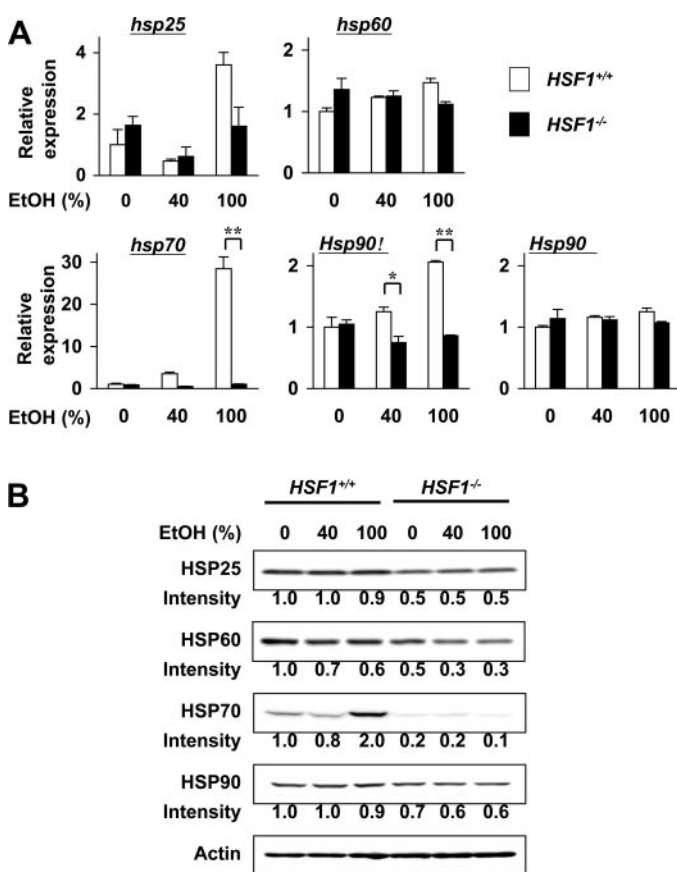 A
hsp25
hsp60
HSF1+/+
HSF1-/-
Relative expression
4
2
0
2
1
0
EtOH (%) 0 40 100 0 40 100
hsp70
Hsp90!
Hsp90
Relative expression
30
20
10
0
**
2
1
0
*
**
2
1
0
EtOH (%) 0 40 100 0 40 100 0 40 100
B
HSF1+/+ HSF1-/-
EtOH (%) 0 40 100 0 40 100
HSP25
Intensity 1.0 1.0 0.9 0.5 0.5 0.5
HSP60
Intensity 1.0 0.7 0.6 0.5 0.3 0.3
HSP70
Intensity 1.0 0.8 2.0 0.2 0.2 0.1
HSP90
Intensity 1.0 1.0 0.9 0.7 0.6 0.6
Actin